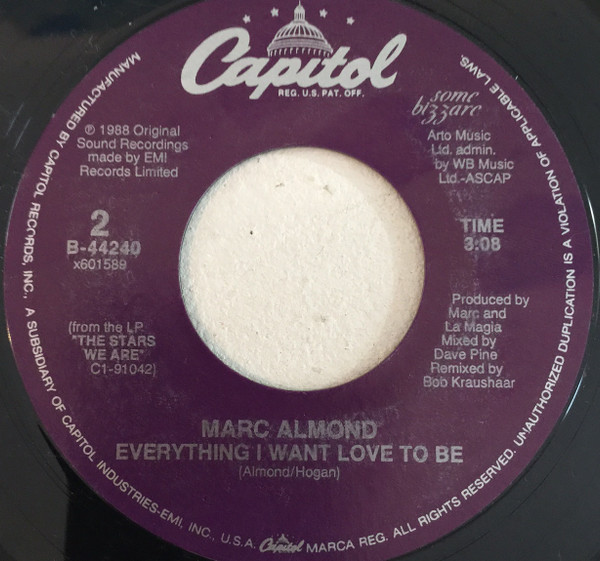 Capitol
REG. U.S. PAT. OFF.
some
bizzare
℗ 1988 Original
Sound Recordings
made by EMI
Records Limited
Arto Music
Ltd. admin.
by WB Music
Ltd.-ASCAP
2
B-44240
x601589
TIME
3:08
(from the LP
"THE STARS
WE ARE"
C1-91042)
Produced by
Marc and
La Magia
Mixed by
Dave Pine
Remixed by
Bob Kraushaar
MARC ALMOND
EVERYTHING I WANT LOVE TO BE
(Almond/Hogan)
MANUFACTURED BY CAPITOL RECORDS, INC., A SUBSIDIARY OF CAPITOL INDUSTRIES-EMI, INC., U.S.A. Capitol MARCA REG. ALL RIGHTS RESERVED. UNAUTHORIZED DUPLICATION IS A VIOLATION OF APPLICABLE LAWS.